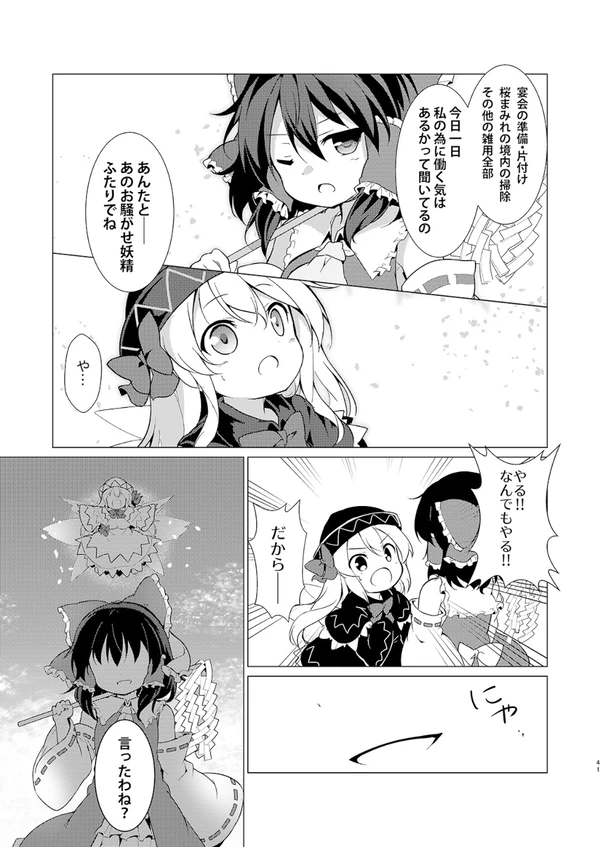 宴会の準備・片付け
桜まみれの境内の掃除
その他の雑用全部
今日一日
私の為に働く気は
あるかって聞いてるの
あんたと――
あのお騒がせ妖精
ふたりでね
や…
やる!!
なんでもやる!!
だから――
にゃ
言ったわね?
41